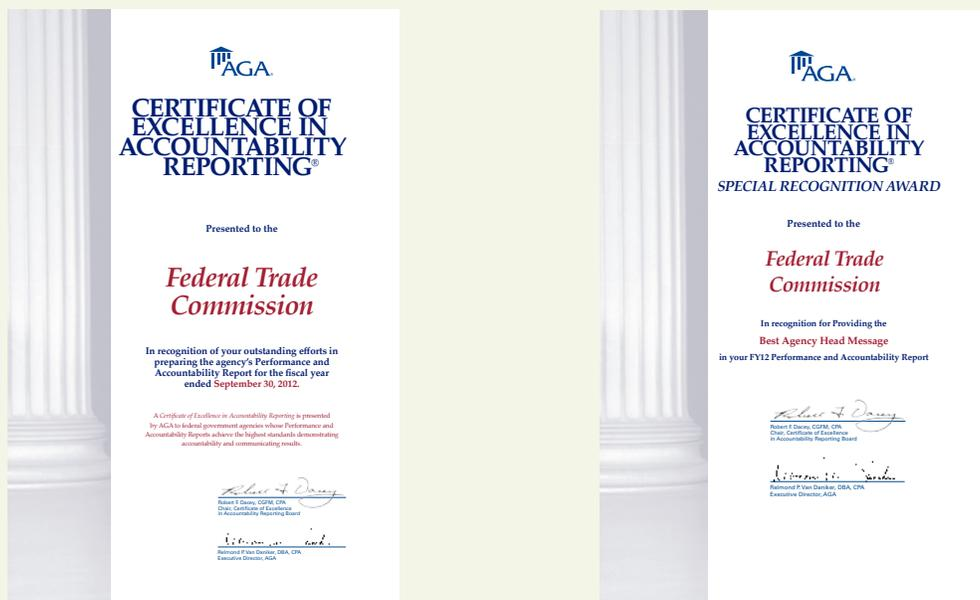 AGA
CERTIFICATE OF
EXCELLENCE IN
ACCOUNTABILITY
REPORTING®
Presented to the
Federal Trade
Commission
In recognition of your outstanding efforts in
preparing the agency's Performance and
Accountability Report for the fiscal year
ended September 30, 2012.
A Certificate of Excellence in Accountability Reporting is presented
by AGA to federal government agencies whose Performance and
Accountability Reports achieve the highest standards demonstrating
accountability and communicating results.
Robert F. Dacey
Robert F. Dacey, CGFM, CPA
Chair, Certificate of Excellence
in Accountability Reporting Board
Relmond P. Van Daniker, DBA, CPA
Executive Director, AGA
AGA
CERTIFICATE OF
EXCELLENCE IN
ACCOUNTABILITY
REPORTING®
SPECIAL RECOGNITION AWARD
Presented to the
Federal Trade
Commission
In recognition for Providing the
Best Agency Head Message
in your FY12 Performance and Accountability Report
Robert F. Dacey
Robert F. Dacey, CGFM, CPA
Chair, Certificate of Excellence
in Accountability Reporting Board
Relmond P. Van Daniker, DBA, CPA
Executive Director, AGA